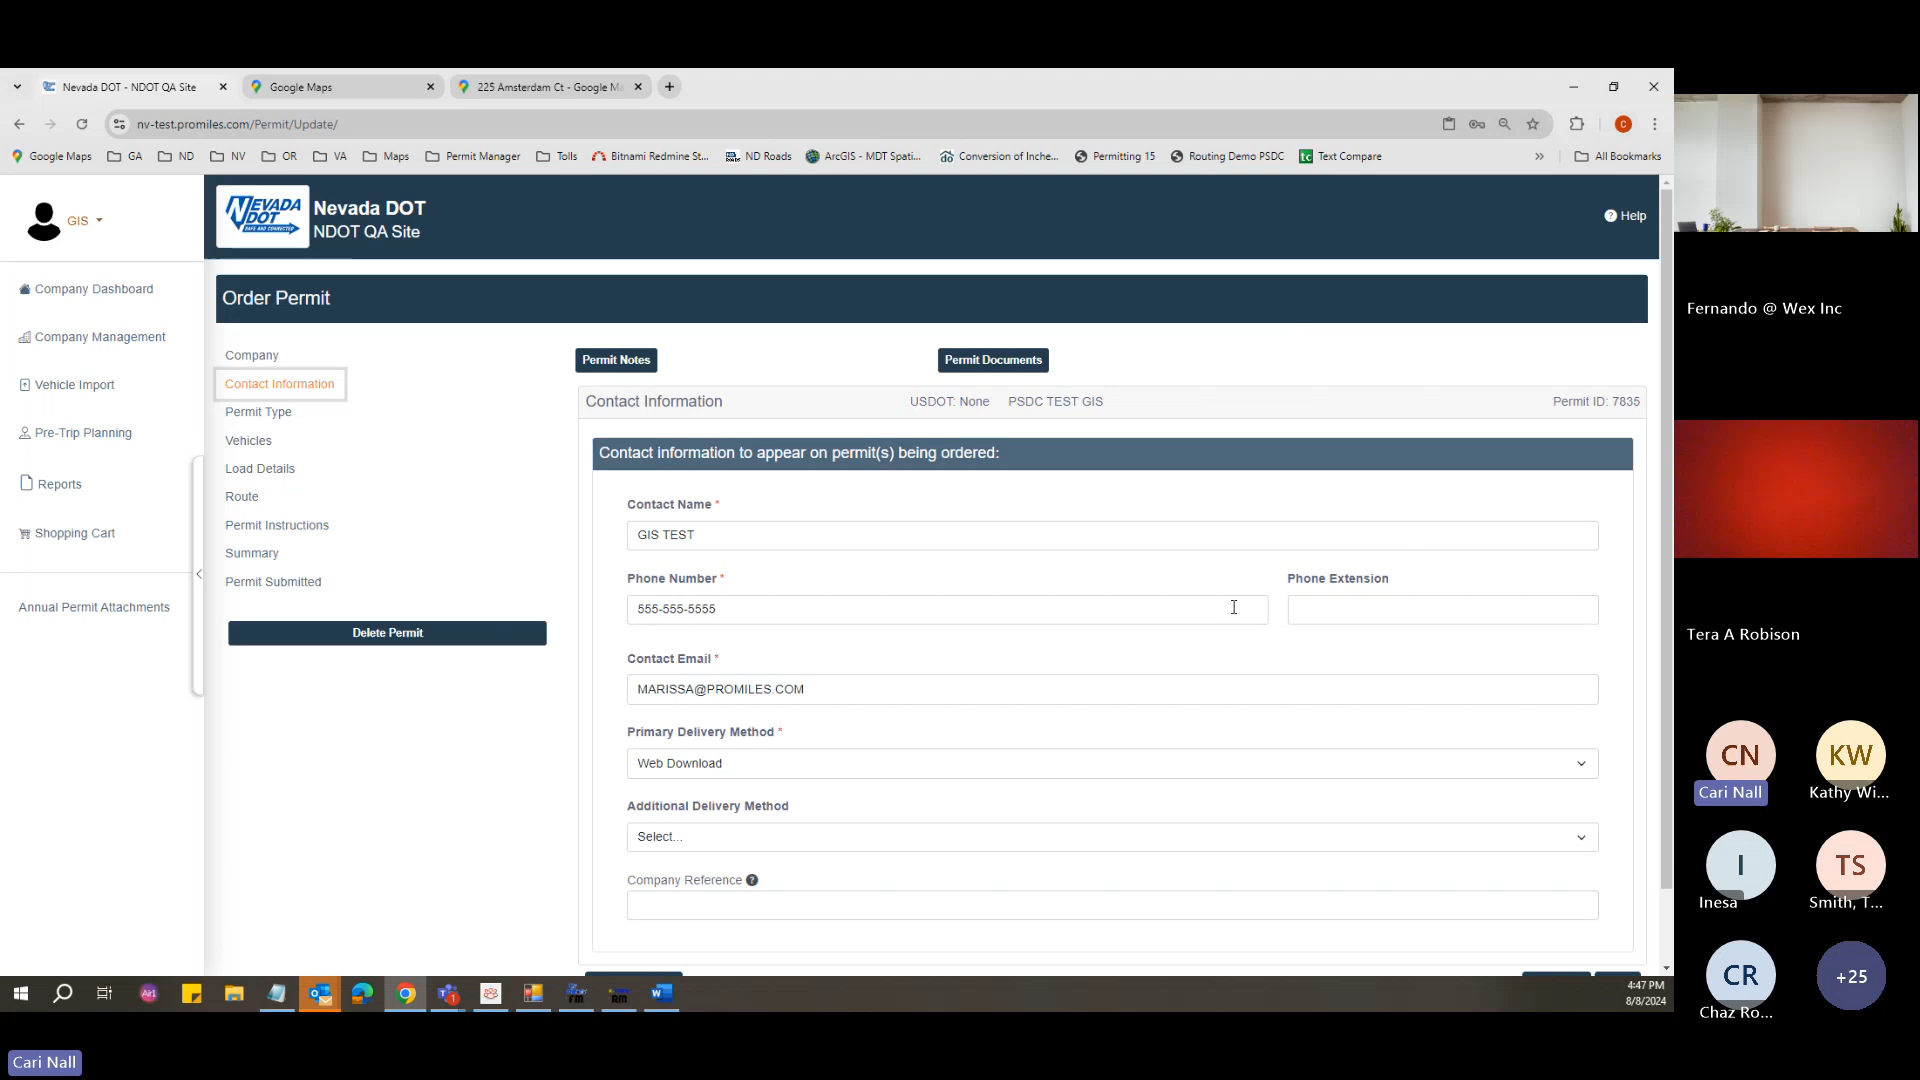 Nevada DOT - NDOT QA Site
Google Maps
225 Amsterdam Ct - Google M
nv-test.promiles.com/Permit/Update/
C
Google Maps
GA
ND
NV
OR
VA
Maps
Permit Manager
Tolls
Bitnami Redmine St...
ND Roads
ArcGIS - MDT Spati...
Conversion of Inche...
Permitting 15
Routing Demo PSDC
tc
Text Compare
»
All Bookmarks
GIS
NEVADA
DOT
SAFE AND CONNECTED
Nevada DOT
NDOT QA Site
Help
Company Dashboard
Company Management
Vehicle Import
Pre-Trip Planning
Reports
Shopping Cart
Annual Permit Attachments
Order Permit
Company
Contact Information
Permit Type
Vehicles
Load Details
Route
Permit Instructions
Summary
Permit Submitted
Delete Permit
Permit Notes
Permit Documents
Contact Information
USDOT: None
PSDC TEST GIS
Permit ID: 7835
Contact information to appear on permit(s) being ordered:
Contact Name *
GIS TEST
Phone Number *
555-555-5555
Phone Extension
Contact Email *
MARISSA@PROMILES.COM
Primary Delivery Method *
Web Download
Additional Delivery Method
Select...
Company Reference
4:47 PM
8/8/2024
Fernando @ Wex Inc
Tera A Robison
CN
Cari Nall
KW
Kathy Wi...
I
Inesa
TS
Smith, T...
CR
Chaz Ro...
+25
Cari Nall